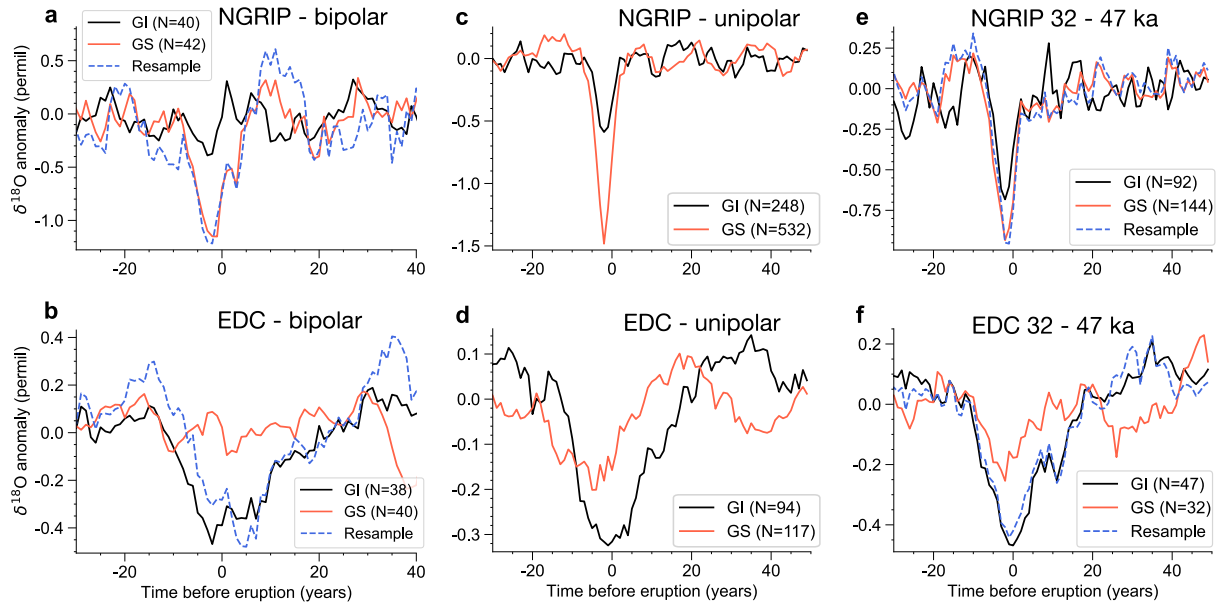 a NGRIP - bipolar
GI (N=40)
GS (N=42)
Resample
δ¹⁸O anomaly (permil)
0.5
0.0
-0.5
-1.0
-20 0 20 40
c NGRIP - unipolar
0.0
-0.5
-1.0
-1.5
GI (N=248)
GS (N=532)
-20 0 20 40
e NGRIP 32 - 47 ka
0.25
0.00
-0.25
-0.50
-0.75
GI (N=92)
GS (N=144)
Resample
-20 0 20 40
b EDC - bipolar
δ¹⁸O anomaly (permil)
0.4
0.2
0.0
-0.2
-0.4
GI (N=38)
GS (N=40)
Resample
-20 0 20 40
Time before eruption (years)
d EDC - unipolar
0.1
0.0
-0.1
-0.2
-0.3
GI (N=94)
GS (N=117)
-20 0 20 40
Time before eruption (years)
f EDC 32 - 47 ka
0.2
0.0
-0.2
-0.4
GI (N=47)
GS (N=32)
Resample
-20 0 20 40
Time before eruption (years)